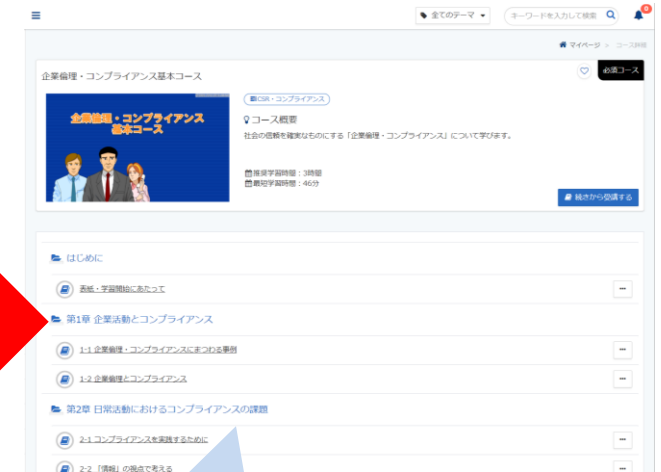 全てのテーマ
キーワードを入力して検索
0
マイページ > コース詳細
企業倫理・コンプライアンス基本コース
必須コース
企業倫理・コンプライアンス
基本コース
CSR・コンプライアンス
コース概要
社会の信頼を確実なものにする「企業倫理・コンプライアンス」について学びます。
推奨学習時間：3時間
最短学習時間：46分
続きから受講する
はじめに
表紙・学習開始にあたって
第1章 企業活動とコンプライアンス
1-1 企業倫理・コンプライアンスにまつわる事例
1-2 企業倫理とコンプライアンス
第2章 日常活動におけるコンプライアンスの課題
2-1 コンプライアンスを実践するために
2-2 「情報」の視点で考える